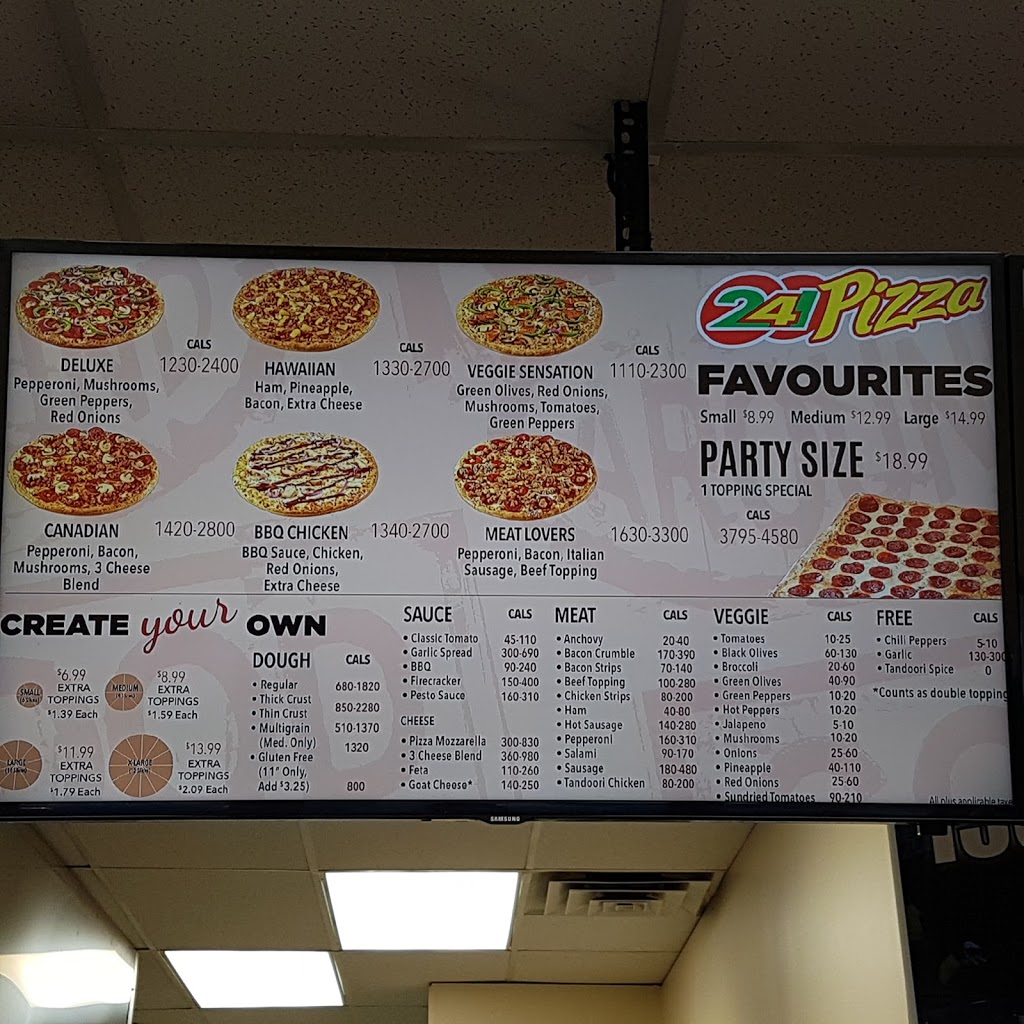 241 Pizza
FAVOURITES
Small $8.99 Medium $12.99 Large $14.99
PARTY SIZE $18.99
1 TOPPING SPECIAL
CALS
3795-4580
DELUXE
Pepperoni, Mushrooms,
Green Peppers,
Red Onions
CALS
1230-2400
HAWAIIAN
Ham, Pineapple,
Bacon, Extra Cheese
CALS
1330-2700
VEGGIE SENSATION
Green Olives, Red Onions,
Mushrooms, Tomatoes,
Green Peppers
CALS
1110-2300
CANADIAN
Pepperoni, Bacon,
Mushrooms, 3 Cheese
Blend
1420-2800
BBQ CHICKEN
BBQ Sauce, Chicken,
Red Onions,
Extra Cheese
1340-2700
MEAT LOVERS
Pepperoni, Bacon, Italian
Sausage, Beef Topping
1630-3300
CREATE your OWN
SMALL
$6.99
EXTRA
TOPPINGS
$1.39 Each
MEDIUM
$8.99
EXTRA
TOPPINGS
$1.59 Each
LARGE
$11.99
EXTRA
TOPPINGS
$1.79 Each
X-LARGE
$13.99
EXTRA
TOPPINGS
$2.09 Each
DOUGH CALS
• Regular 680-1820
• Thick Crust 850-2280
• Thin Crust 510-1370
• Multigrain
(Med. Only) 1320
• Gluten Free
(11" Only,
Add $3.25) 800
SAUCE CALS
• Classic Tomato 45-110
• Garlic Spread 300-690
• BBQ 90-240
• Firecracker 150-400
• Pesto Sauce 160-310
CHEESE
• Pizza Mozzarella 300-830
• 3 Cheese Blend 360-980
• Feta 110-260
• Goat Cheese* 140-250
MEAT CALS
• Anchovy 20-40
• Bacon Crumble 170-390
• Bacon Strips 70-140
• Beef Topping 100-280
• Chicken Strips 80-200
• Ham 40-80
• Hot Sausage 140-280
• Pepperoni 160-310
• Salami 90-170
• Sausage 180-480
• Tandoori Chicken 80-200
VEGGIE CALS
• Tomatoes 10-25
• Black Olives 60-130
• Broccoli 20-60
• Green Olives 40-90
• Green Peppers 10-20
• Hot Peppers 10-20
• Jalapeno 5-10
• Mushrooms 10-20
• Onions 25-60
• Pineapple 40-110
• Red Onions 25-60
• Sundried Tomatoes 90-210
FREE CALS
• Chili Peppers 5-10
• Garlic 130-300
• Tandoori Spice 0
*Counts as double topping
All plus applicable taxe
SAMSUNG